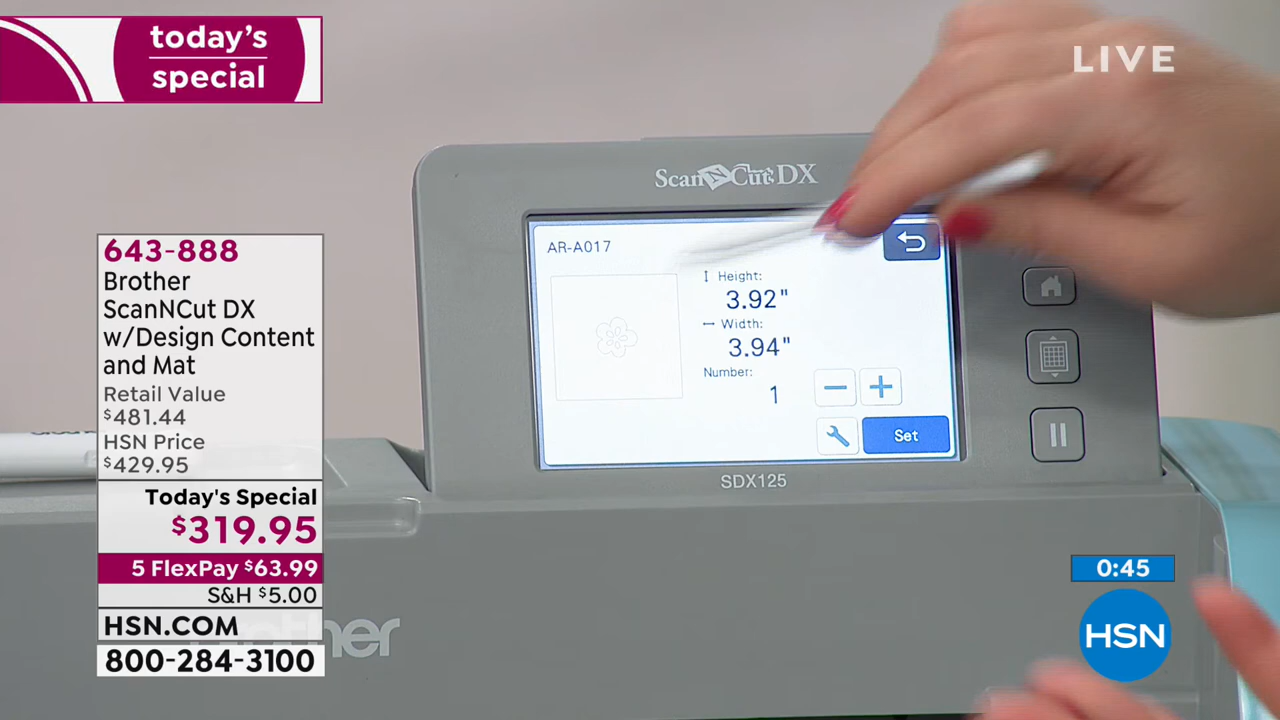 today's
special
LIVE
643-888
Brother
ScanNCut DX
w/Design Content
and Mat
Retail Value
$481.44
HSN Price
$429.95
Today's Special
$319.95
5 FlexPay $63.99
S&H $5.00
HSN.COM
800-284-3100
ScanNCut DX
AR-A017
Height:
3.92"
Width:
3.94"
Number:
1
Set
SDX125
0:45
HSN